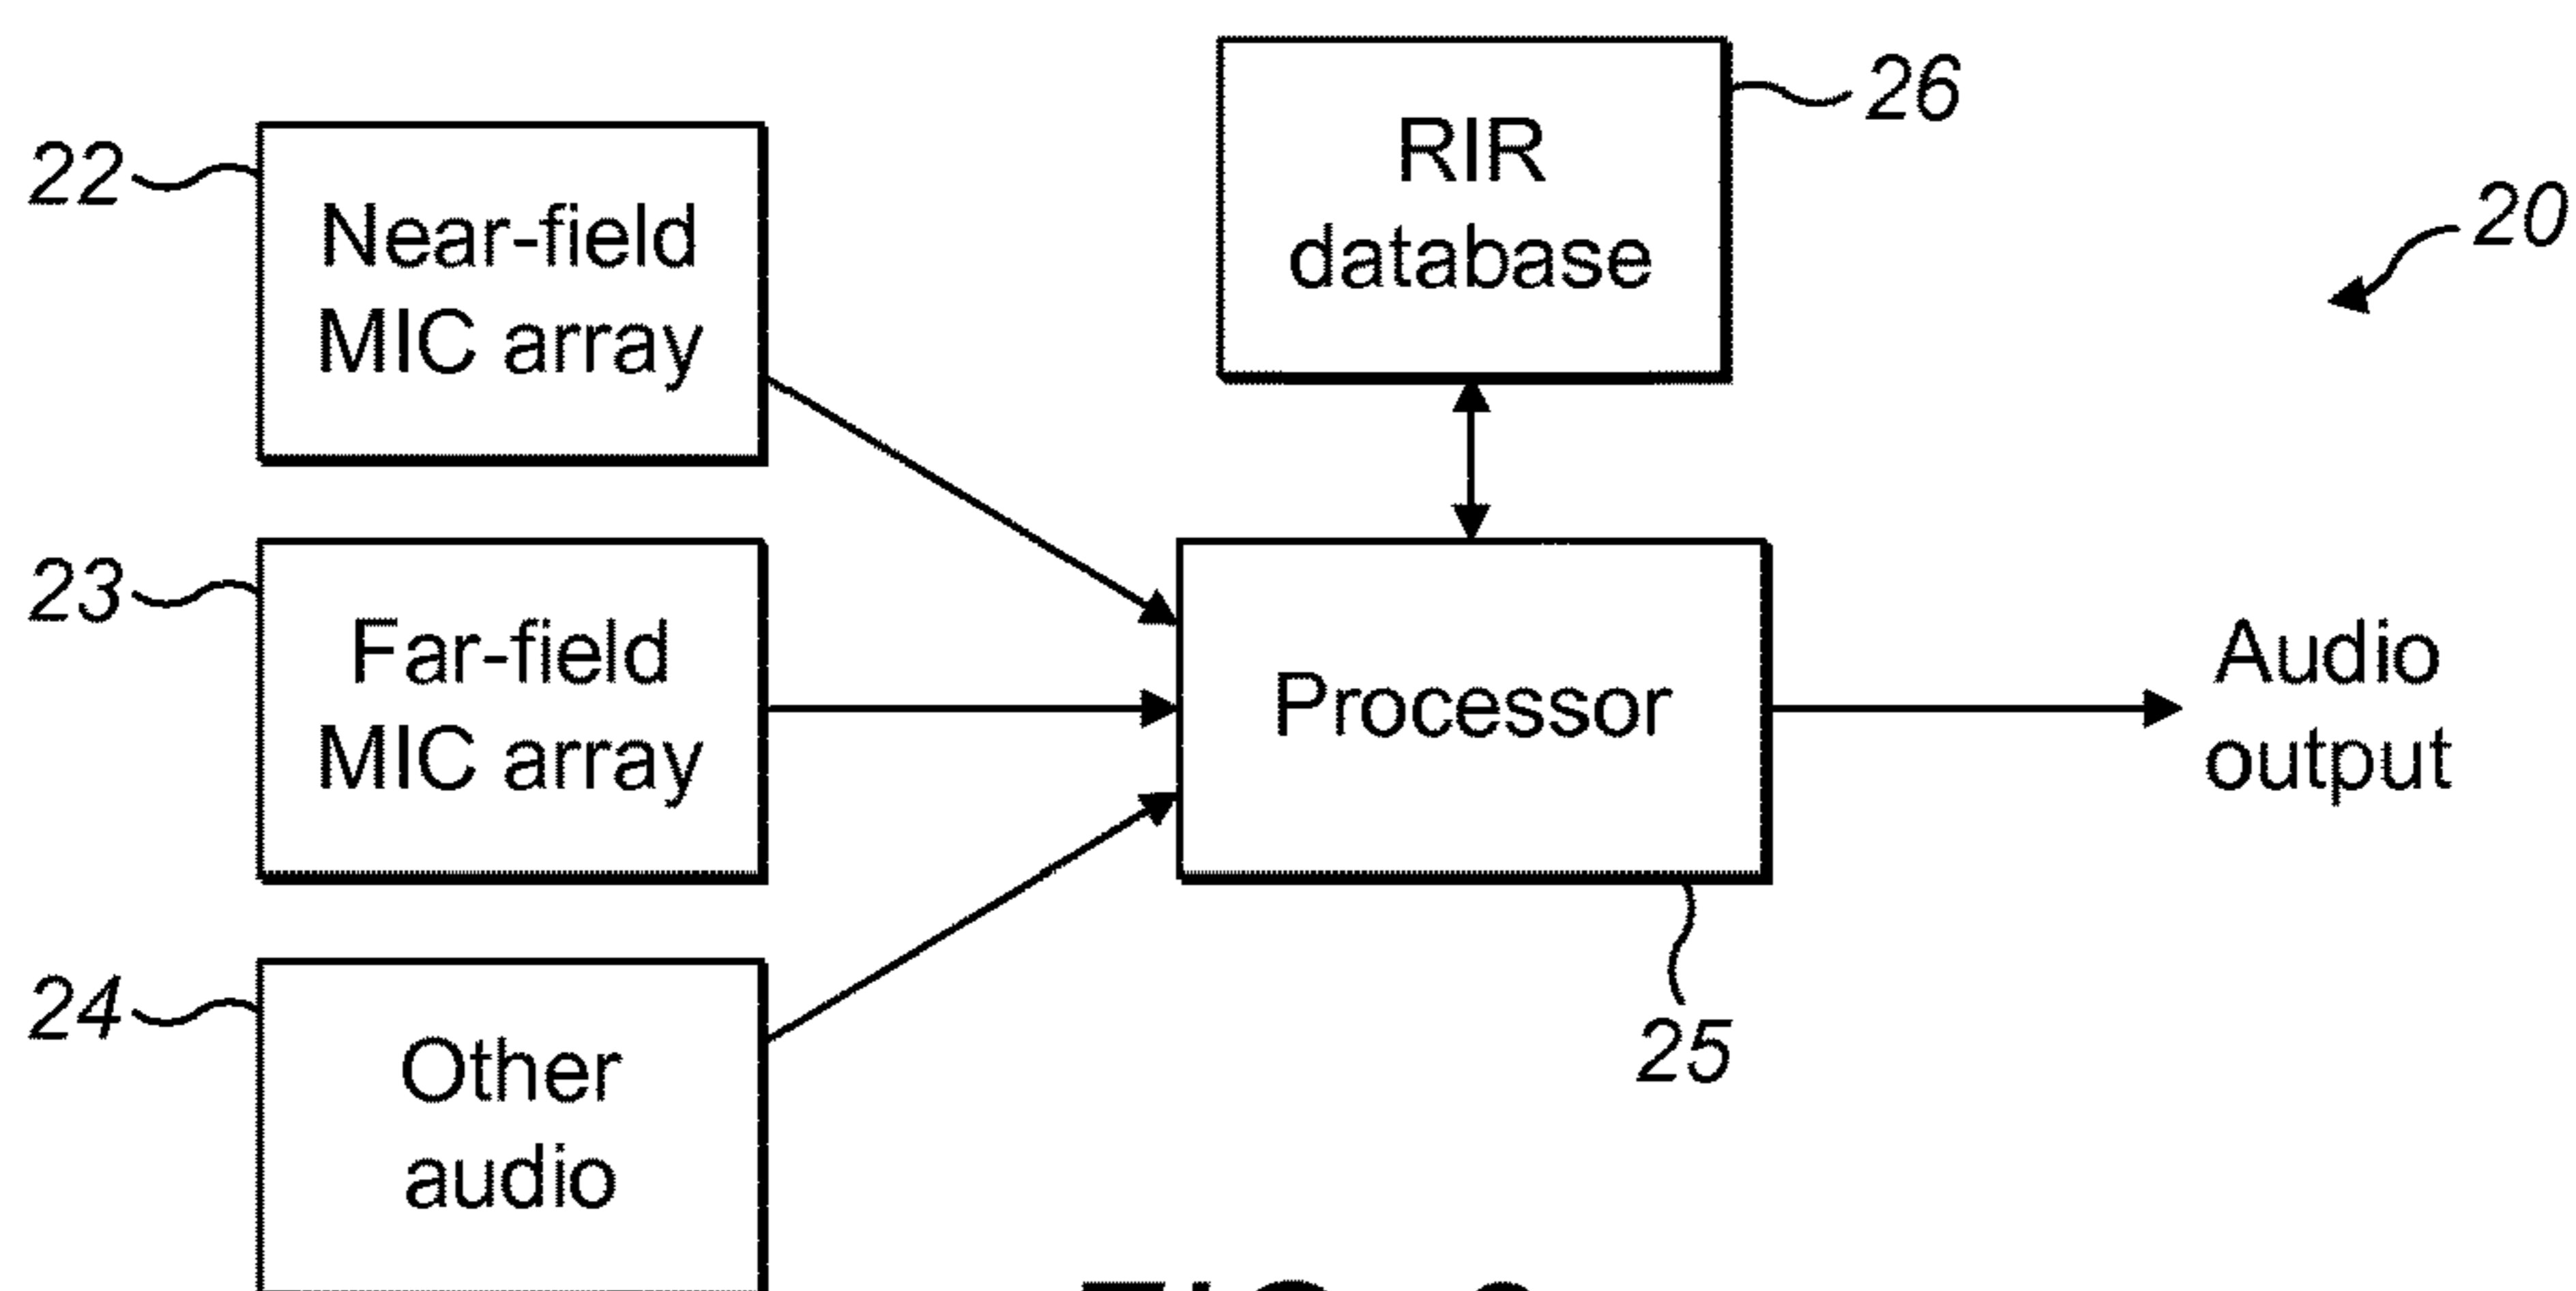 22
Near-field
MIC array
RIR
database
26
20
23
Far-field
MIC array
Processor
Audio
output
24
Other
audio
25